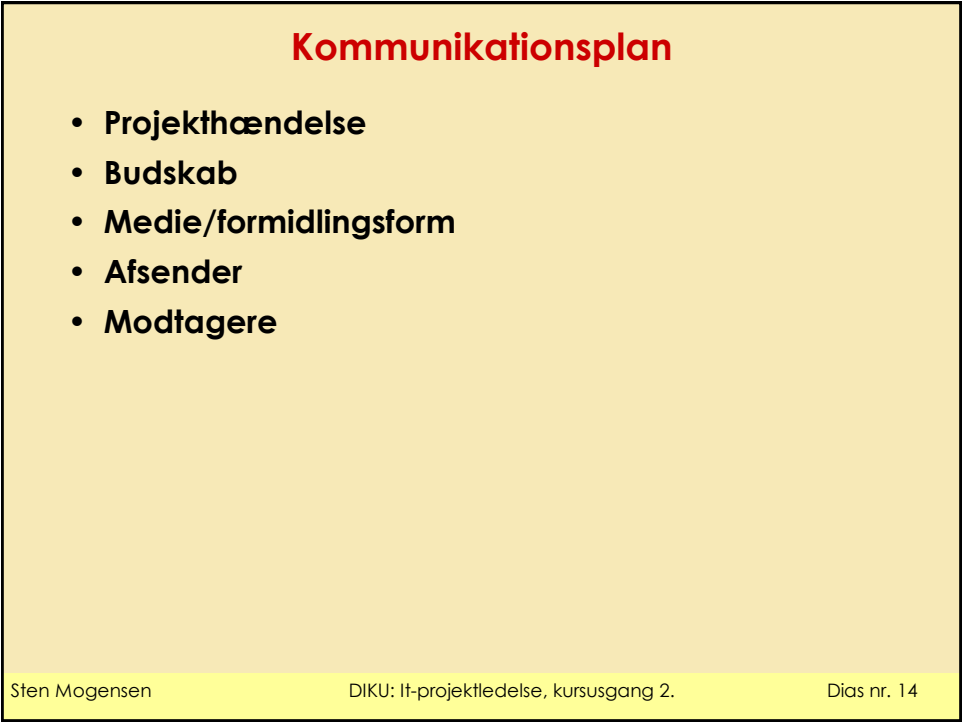 Kommunikationsplan
• Projekthændelse
• Budskab
• Medie/formidlingsform
• Afsender
• Modtagere
Sten Mogensen DIKU: It-projektledelse, kursusgang 2. Dias nr. 14